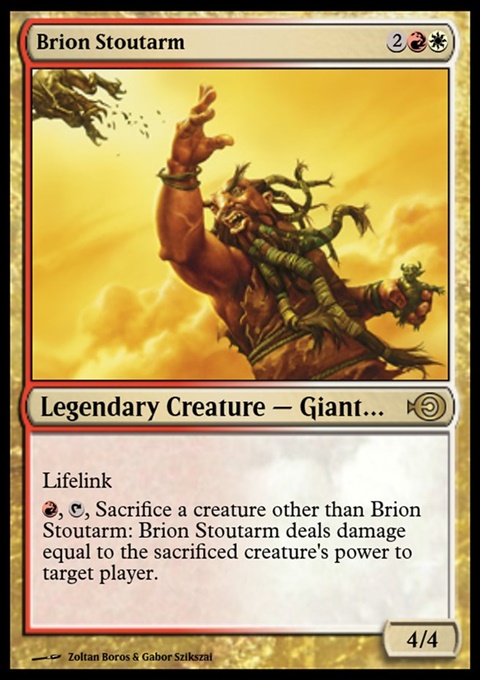 Brion Stoutarm 2
Legendary Creature — Giant...
Lifelink
, , Sacrifice a creature other than Brion
Stoutarm: Brion Stoutarm deals damage
equal to the sacrificed creature's power to
target player.
4/4
Zoltan Boros & Gabor Szikszai